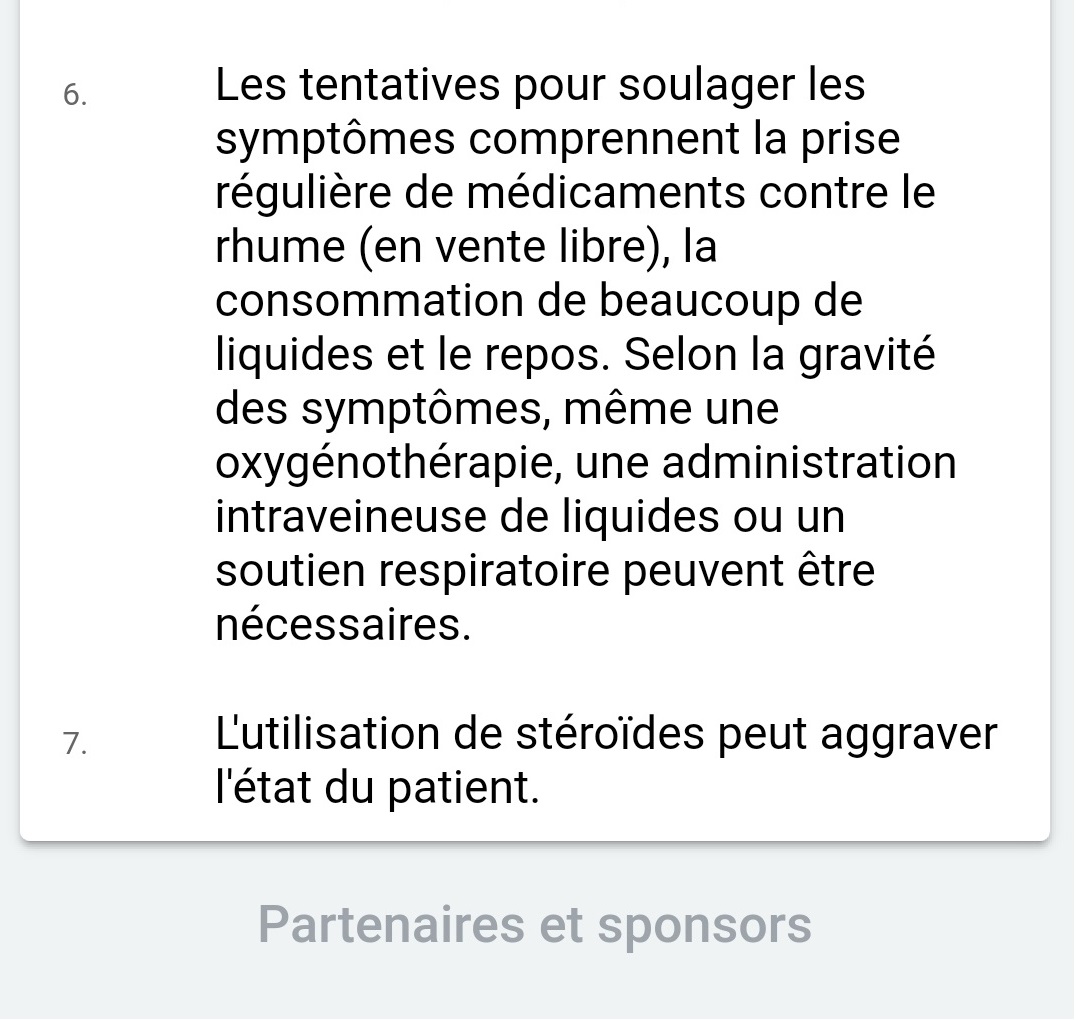 6.
Les tentatives pour soulager les
symptômes comprennent la prise
régulière de médicaments contre le
rhume (en vente libre), la
consommation de beaucoup de
liquides et le repos. Selon la gravité
des symptômes, même une
oxygénothérapie, une administration
intraveineuse de liquides ou un
soutien respiratoire peuvent être
nécessaires.
7.
L'utilisation de stéroïdes peut aggraver
l'état du patient.
Partenaires et sponsors